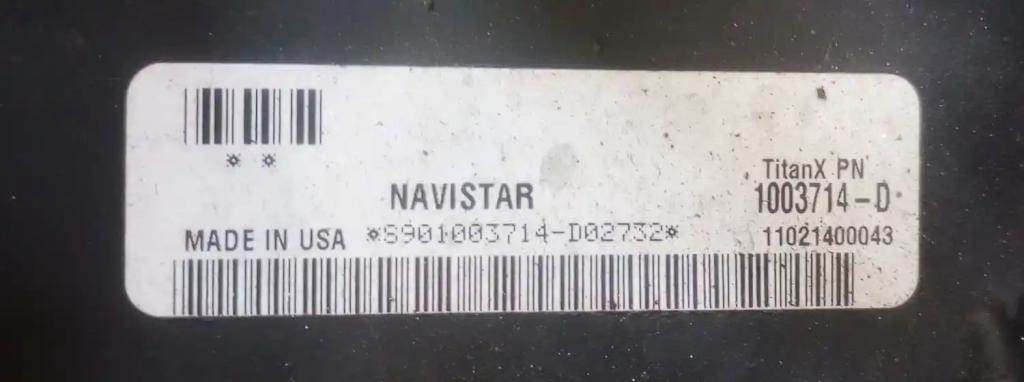 * *
NAVISTAR
TitanX PN
1003714-D
MADE IN USA *S901003714-D02732*
11021400043